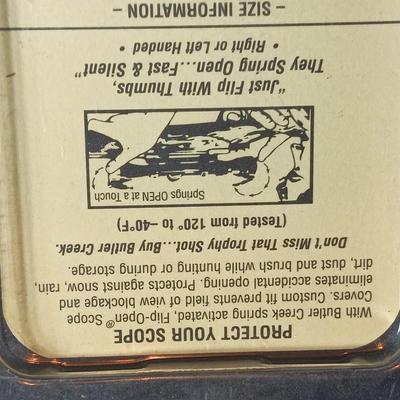 PROTECT YOUR SCOPE
With Butler Creek spring activated, Flip-Open® Scope
Covers. Custom fit prevents field of view blockage and
eliminates accidental opening. Protects against snow, rain,
dirt, dust and brush while hunting or during storage.
Don't Miss That Trophy Shot...Buy Butler Creek.
(Tested from 120° to –40°F)
Springs OPEN at a Touch
"Just Flip With Thumbs,
They Spring Open...Fast & Silent"
• Right or Left Handed •
– SIZE INFORMATION –